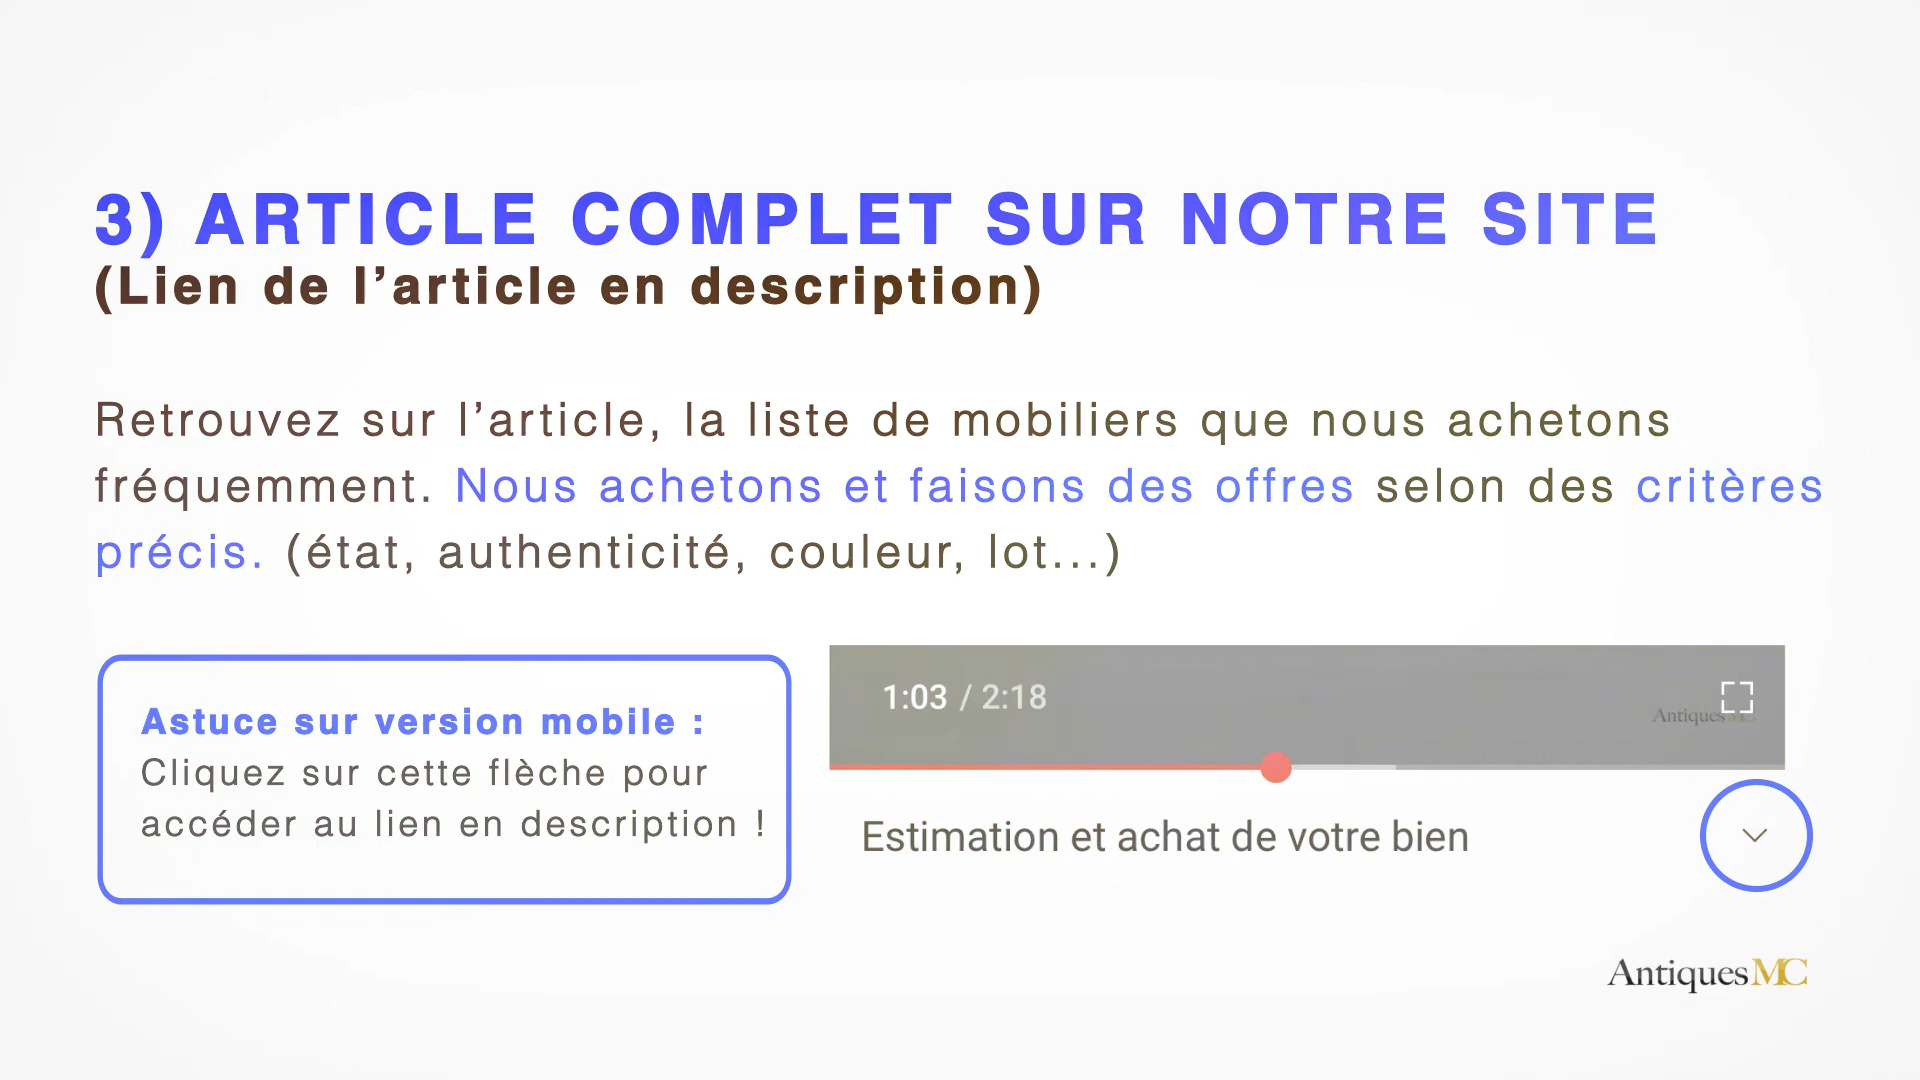 3) ARTICLE COMPLET SUR NOTRE SITE
(Lien de l’article en description)
Retrouvez sur l’article, la liste de mobiliers que nous achetons
fréquemment. Nous achetons et faisons des offres selon des critères
précis. (état, authenticité, couleur, lot...)
Astuce sur version mobile :
Cliquez sur cette flèche pour
accéder au lien en description !
1:03 / 2:18
AntiquesMC
Estimation et achat de votre bien
AntiquesMC